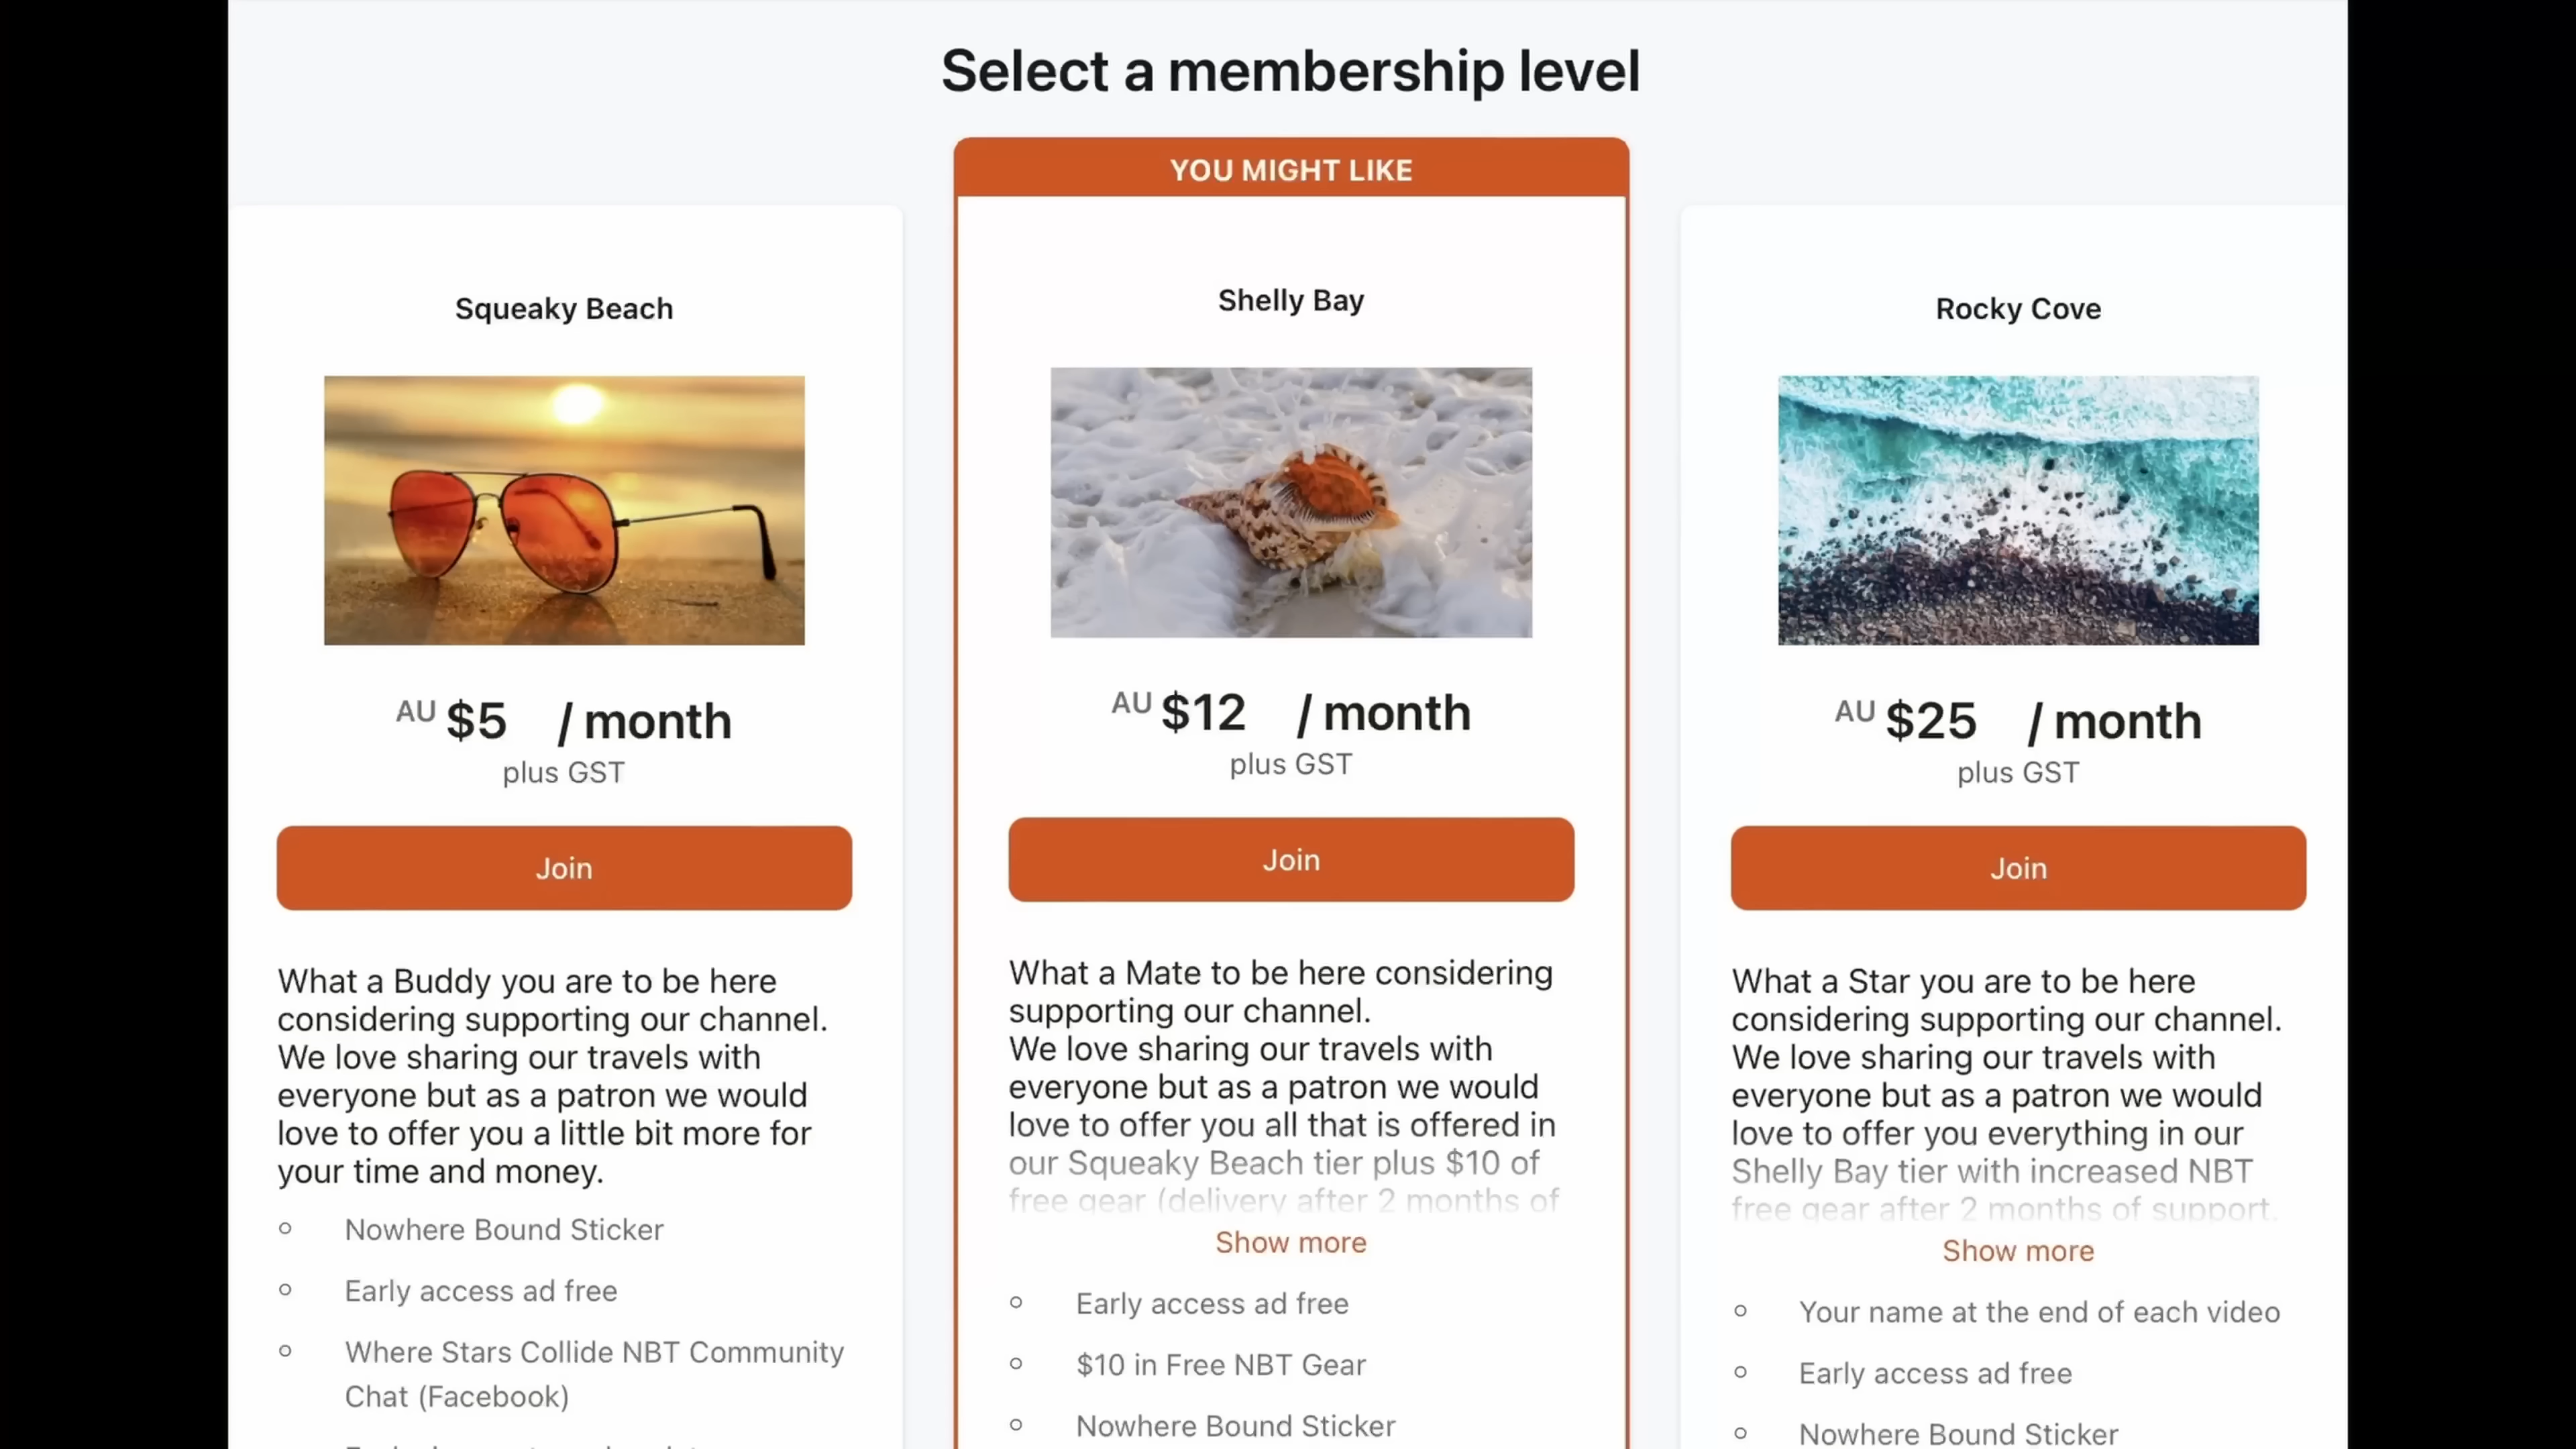 Select a membership level
Squeaky Beach
AU $5 / month
plus GST
Join
What a Buddy you are to be here
considering supporting our channel.
We love sharing our travels with
everyone but as a patron we would
love to offer you a little bit more for
your time and money.
Nowhere Bound Sticker
Early access ad free
Where Stars Collide NBT Community
Chat (Facebook)
YOU MIGHT LIKE
Shelly Bay
AU $12 / month
plus GST
Join
What a Mate to be here considering
supporting our channel.
We love sharing our travels with
everyone but as a patron we would
love to offer you all that is offered in
our Squeaky Beach tier plus $10 of
free gear (delivery after 2 months of
Show more
Early access ad free
$10 in Free NBT Gear
Nowhere Bound Sticker
Rocky Cove
AU $25 / month
plus GST
Join
What a Star you are to be here
considering supporting our channel.
We love sharing our travels with
everyone but as a patron we would
love to offer you everything in our
Shelly Bay tier with increased NBT
free gear after 2 months of support.
Show more
Your name at the end of each video
Early access ad free
Nowhere Bound Sticker